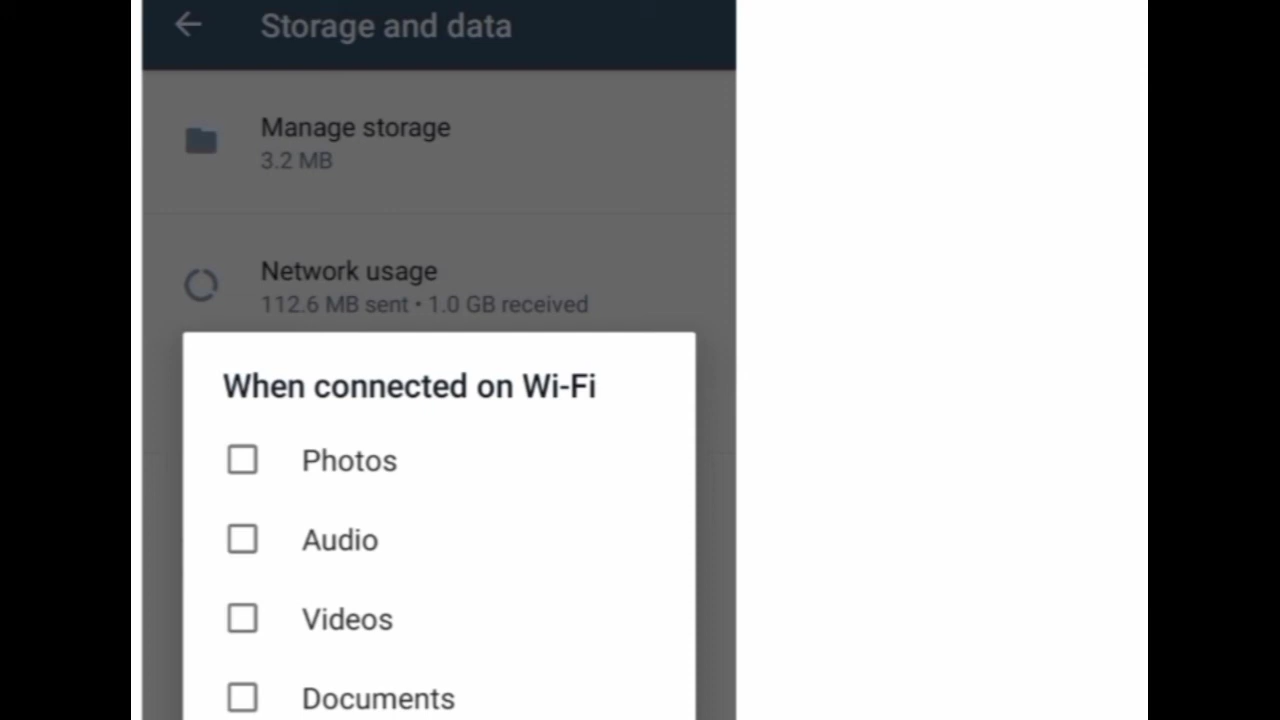 Storage and data
Manage storage
3.2 MB
Network usage
112.6 MB sent • 1.0 GB received
When connected on Wi-Fi
Photos
Audio
Videos
Documents